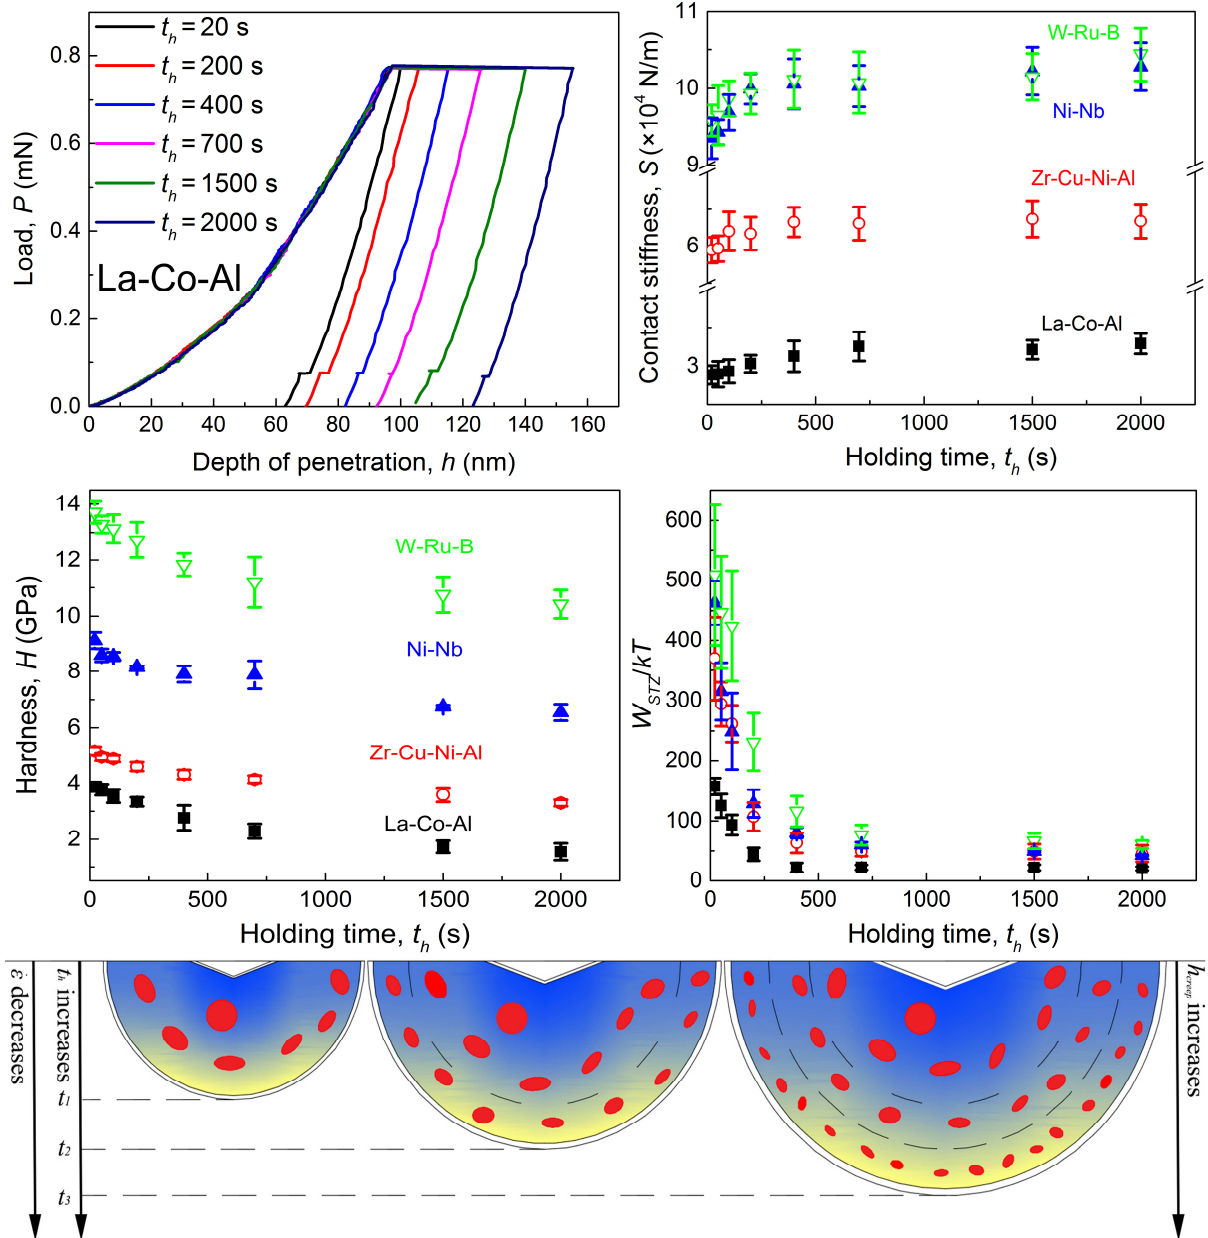 t_h = 20 s
t_h = 200 s
t_h = 400 s
t_h = 700 s
t_h = 1500 s
t_h = 2000 s
La-Co-Al
Load, P (mN)
0.8
0.6
0.4
0.2
0.0
0 20 40 60 80 100 120 140 160
Depth of penetration, h (nm)
Contact stiffness, S (×10⁴ N/m)
11
10
9
6
3
W-Ru-B
Ni-Nb
Zr-Cu-Ni-Al
La-Co-Al
0 500 1000 1500 2000
Holding time, t_h (s)
Hardness, H (GPa)
14
12
10
8
6
4
2
W-Ru-B
Ni-Nb
Zr-Cu-Ni-Al
La-Co-Al
0 500 1000 1500 2000
Holding time, t_h (s)
W_STZ/kT
600
500
400
300
200
100
0
0 500 1000 1500 2000
Holding time, t_h (s)
ε̇ decreases
t_h increases
t₁
t₂
t₃
h_creep increases